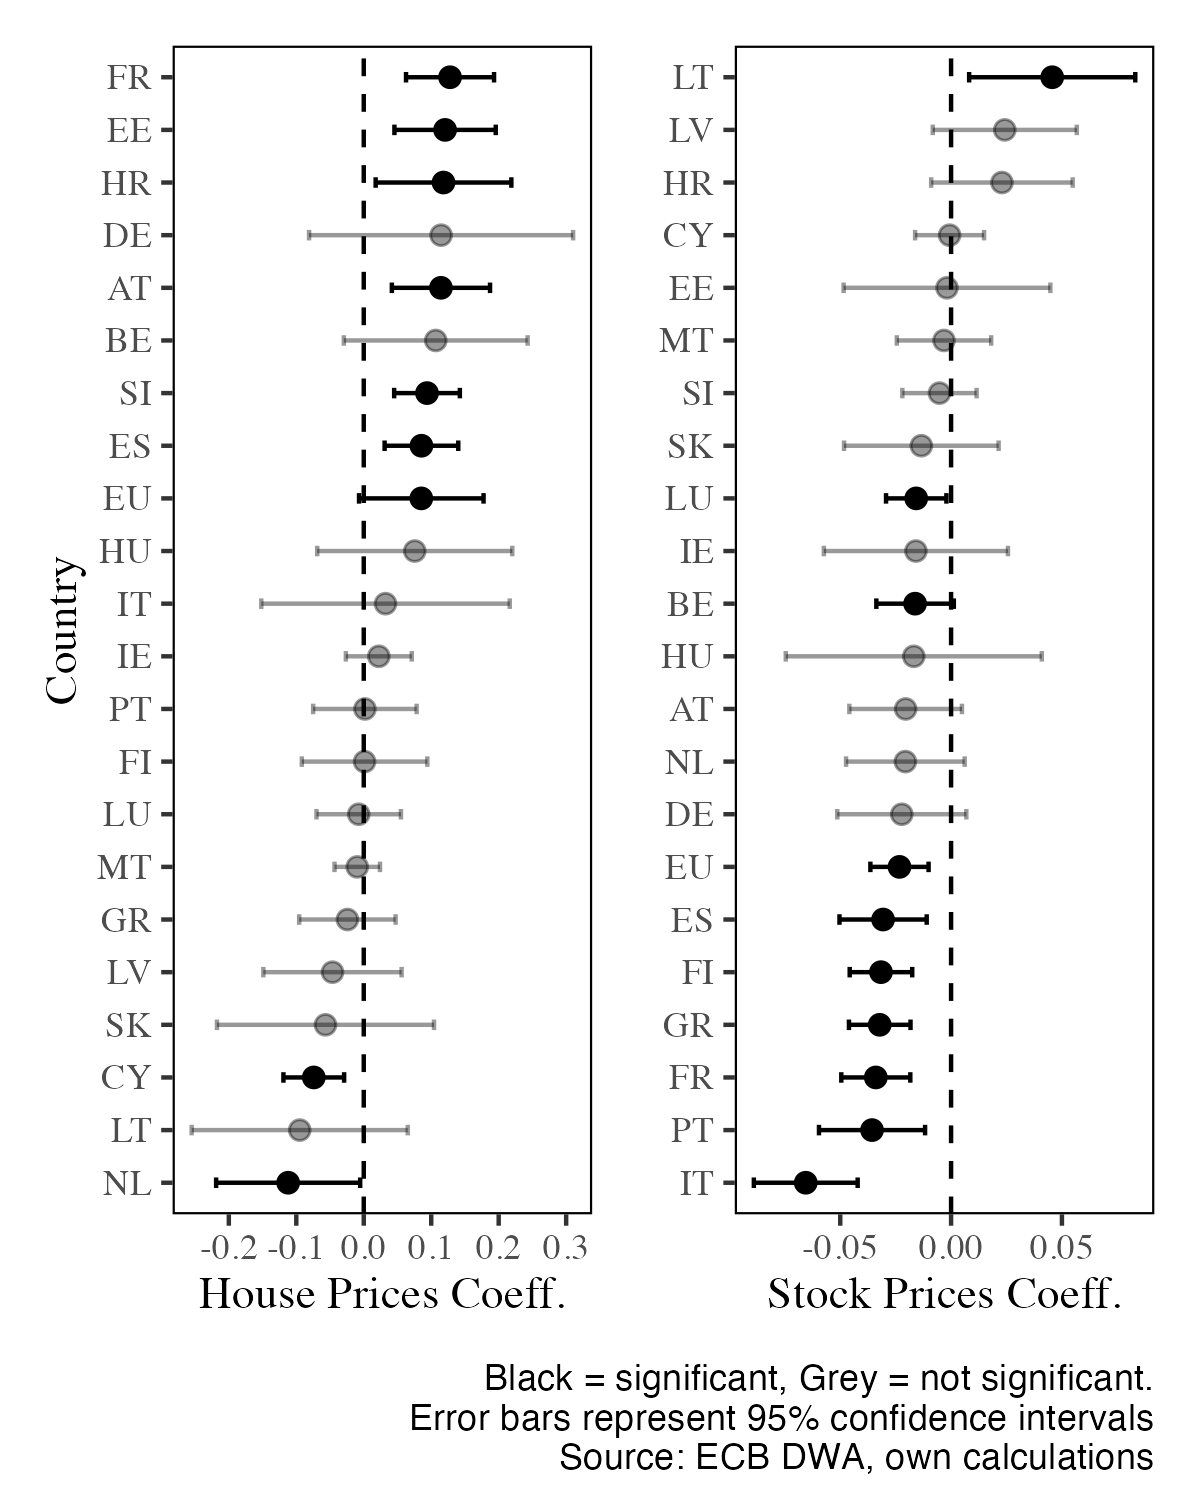 Country
FR
EE
HR
DE
AT
BE
SI
ES
EU
HU
IT
IE
PT
FI
LU
MT
GR
LV
SK
CY
LT
NL
-0.2 -0.1 0.0 0.1 0.2 0.3
House Prices Coeff.
LT
LV
HR
CY
EE
MT
SI
SK
LU
IE
BE
HU
AT
NL
DE
EU
ES
FI
GR
FR
PT
IT
-0.05 0.00 0.05
Stock Prices Coeff.
Black = significant, Grey = not significant.
Error bars represent 95% confidence intervals
Source: ECB DWA, own calculations